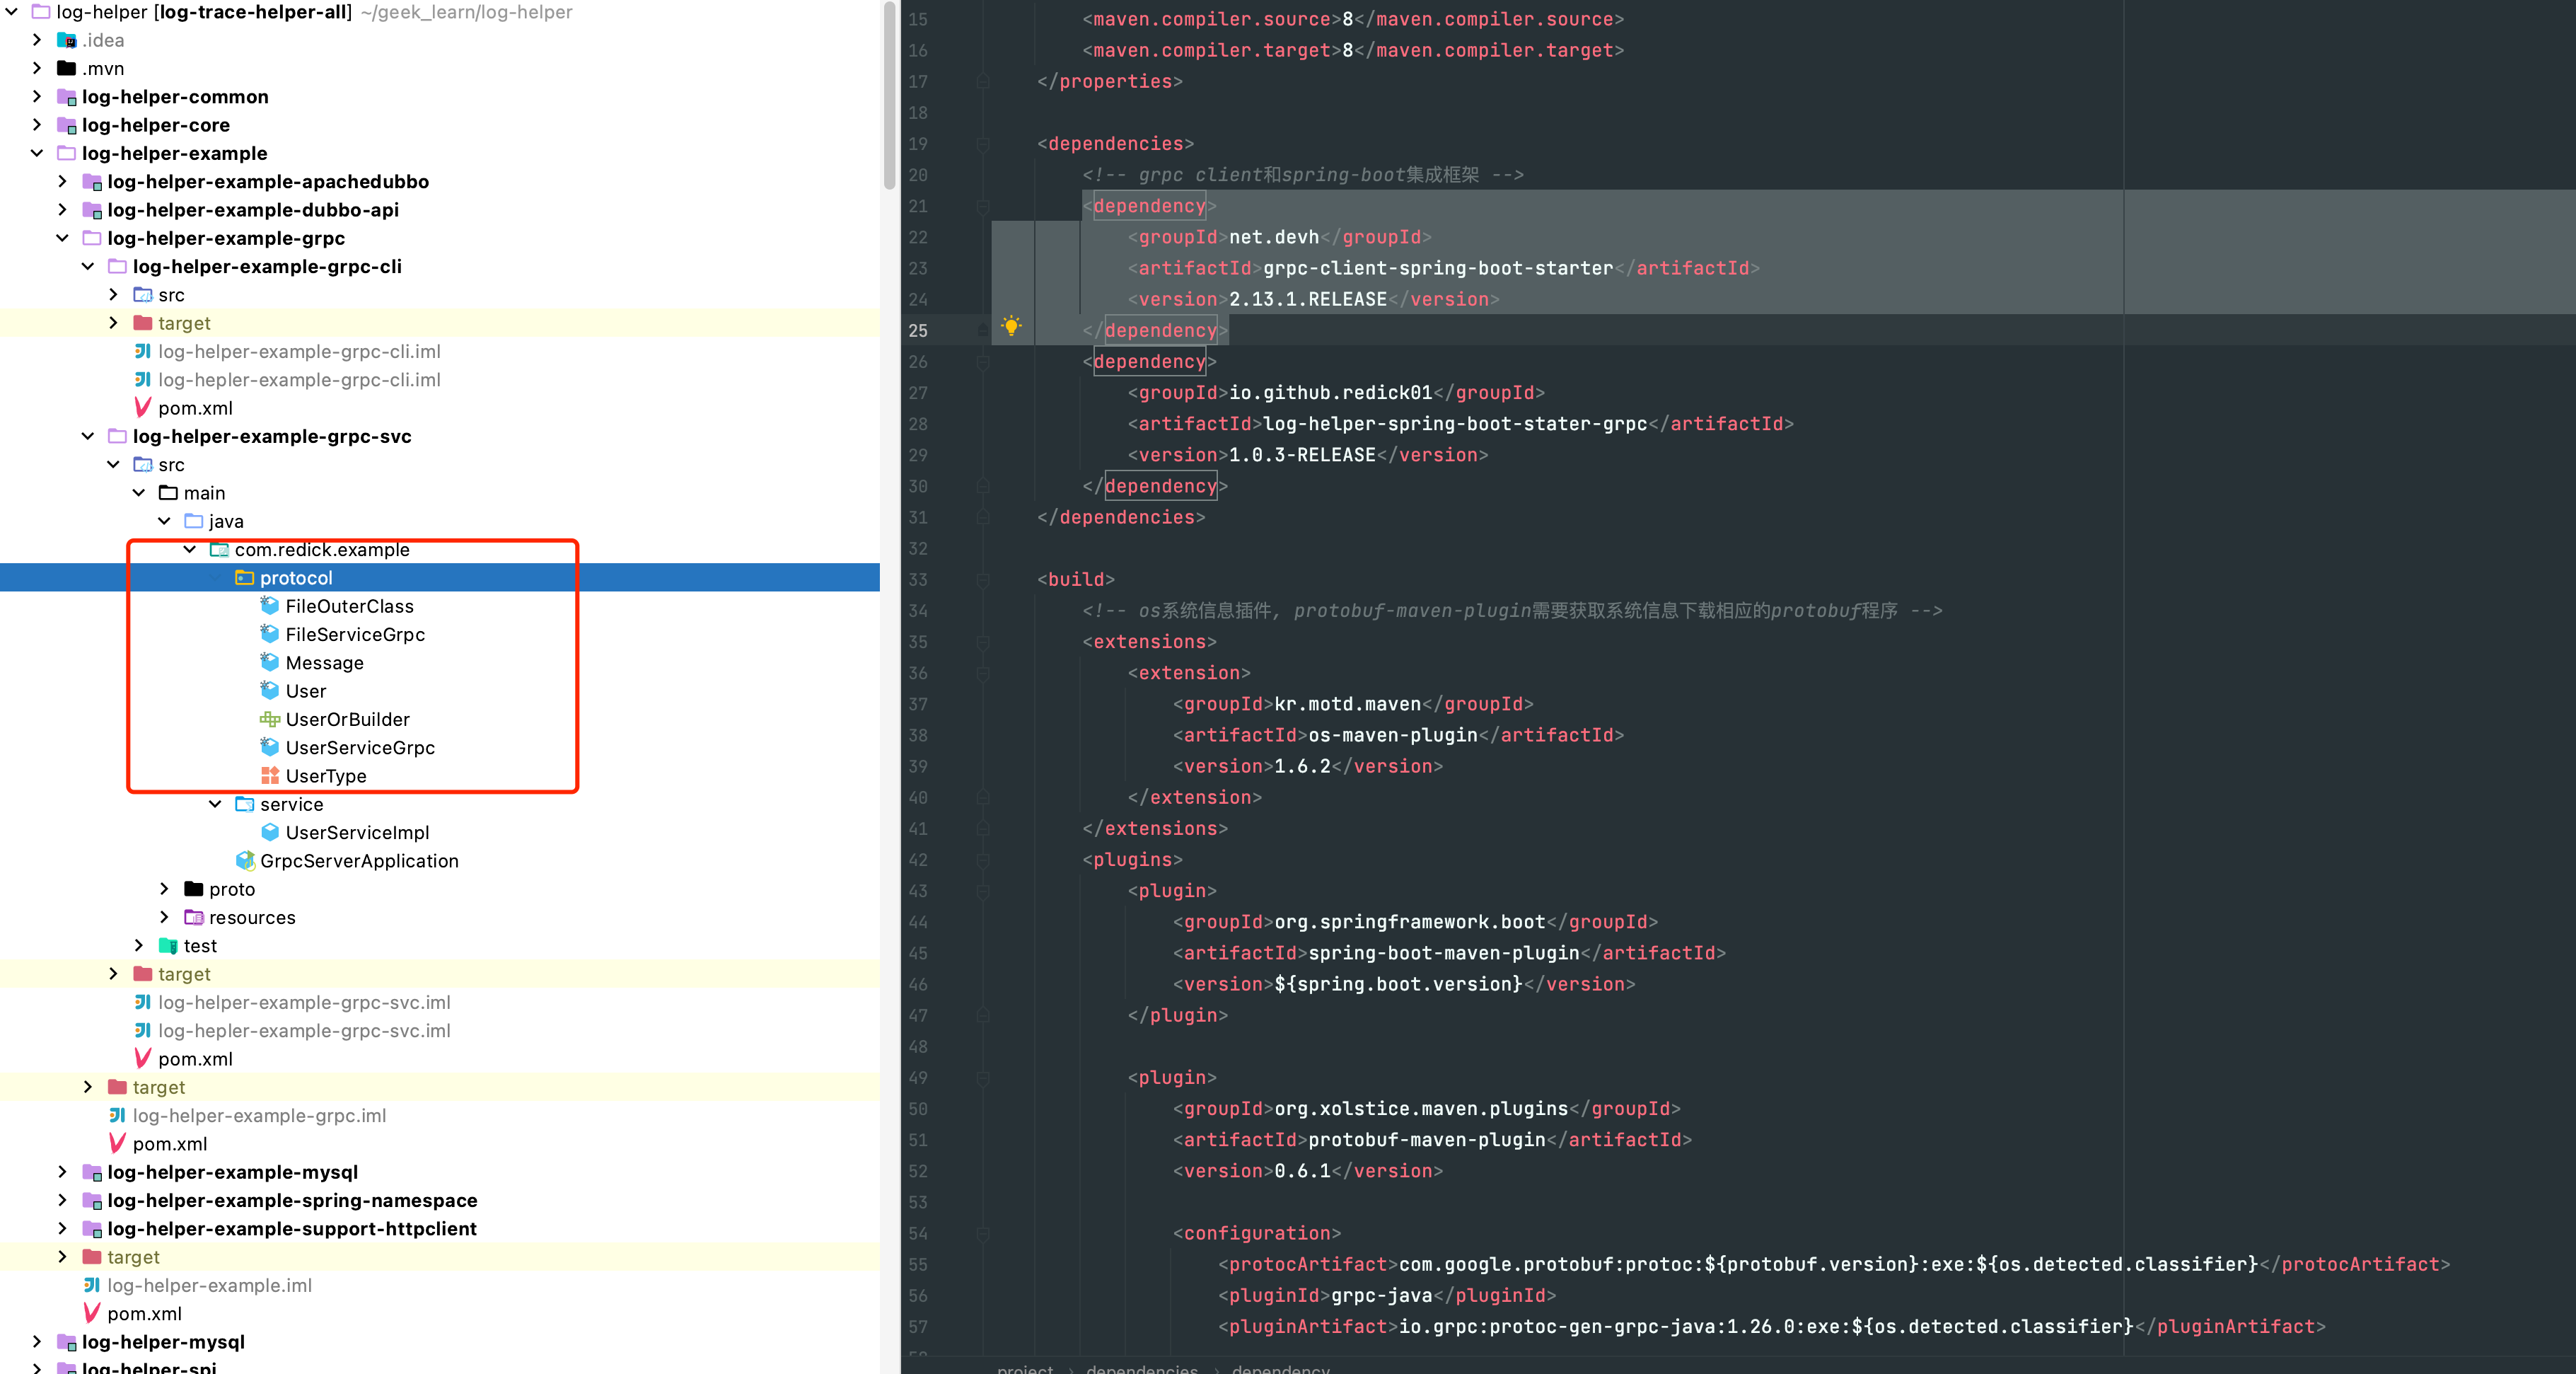 log-helper [log-trace-helper-all] ~/geek_learn/log-helper
.idea
.mvn
log-helper-common
log-helper-core
log-helper-example
log-helper-example-apachedubbo
log-helper-example-dubbo-api
log-helper-example-grpc
log-helper-example-grpc-cli
src
target
log-helper-example-grpc-cli.iml
log-hepler-example-grpc-cli.iml
pom.xml
log-helper-example-grpc-svc
src
main
java
com.redick.example
protocol
FileOuterClass
FileServiceGrpc
Message
User
UserOrBuilder
UserServiceGrpc
UserType
service
UserServiceImpl
GrpcServerApplication
proto
resources
test
target
log-helper-example-grpc-svc.iml
log-hepler-example-grpc-svc.iml
pom.xml
target
log-helper-example-grpc.iml
pom.xml
log-helper-example-mysql
log-helper-example-spring-namespace
log-helper-example-support-httpclient
target
log-helper-example.iml
pom.xml
log-helper-mysql
log-helper-spi
15 <maven.compiler.source>8</maven.compiler.source>
16 <maven.compiler.target>8</maven.compiler.target>
17 </properties>
18
19 <dependencies>
20 <!-- grpc client和spring-boot集成框架 -->
21 <dependency>
22 <groupId>net.devh</groupId>
23 <artifactId>grpc-client-spring-boot-starter</artifactId>
24 <version>2.13.1.RELEASE</version>
25 </dependency>
26 <dependency>
27 <groupId>io.github.redick01</groupId>
28 <artifactId>log-helper-spring-boot-stater-grpc</artifactId>
29 <version>1.0.3-RELEASE</version>
30 </dependency>
31 </dependencies>
32
33 <build>
34 <!-- os系统信息插件, protobuf-maven-plugin需要获取系统信息下载相应的protobuf程序 -->
35 <extensions>
36 <extension>
37 <groupId>kr.motd.maven</groupId>
38 <artifactId>os-maven-plugin</artifactId>
39 <version>1.6.2</version>
40 </extension>
41 </extensions>
42 <plugins>
43 <plugin>
44 <groupId>org.springframework.boot</groupId>
45 <artifactId>spring-boot-maven-plugin</artifactId>
46 <version>${spring.boot.version}</version>
47 </plugin>
48
49 <plugin>
50 <groupId>org.xolstice.maven.plugins</groupId>
51 <artifactId>protobuf-maven-plugin</artifactId>
52 <version>0.6.1</version>
53
54 <configuration>
55 <protocArtifact>com.google.protobuf:protoc:${protobuf.version}:exe:${os.detected.classifier}</protocArtifact>
56 <pluginId>grpc-java</pluginId>
57 <pluginArtifact>io.grpc:protoc-gen-grpc-java:1.26.0:exe:${os.detected.classifier}</pluginArtifact>
project › dependencies › dependency